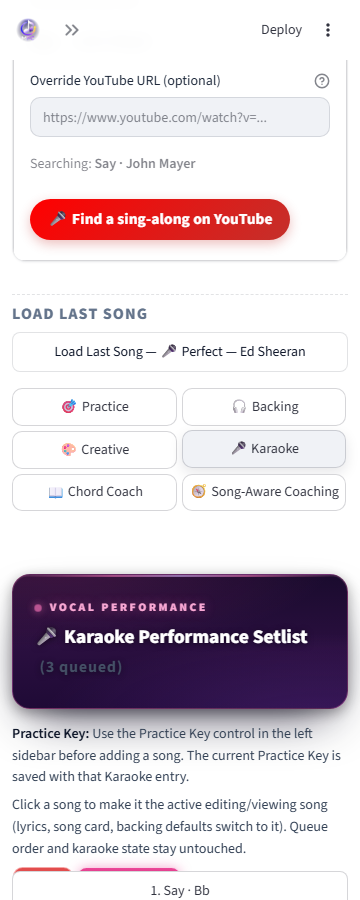 Deploy
Override YouTube URL (optional)
https://www.youtube.com/watch?v=...
Searching: Say · John Mayer
🎤 Find a sing-along on YouTube
LOAD LAST SONG
Load Last Song — 🎤 Perfect — Ed Sheeran
🎯 Practice
🎧 Backing
🎨 Creative
🎤 Karaoke
📖 Chord Coach
🧭 Song-Aware Coaching
VOCAL PERFORMANCE
🎤 Karaoke Performance Setlist
(3 queued)
Practice Key: Use the Practice Key control in the left
sidebar before adding a song. The current Practice Key is
saved with that Karaoke entry.
Click a song to make it the active editing/viewing song
(lyrics, song card, backing defaults switch to it). Queue
order and karaoke state stay untouched.
1. Say · Bb